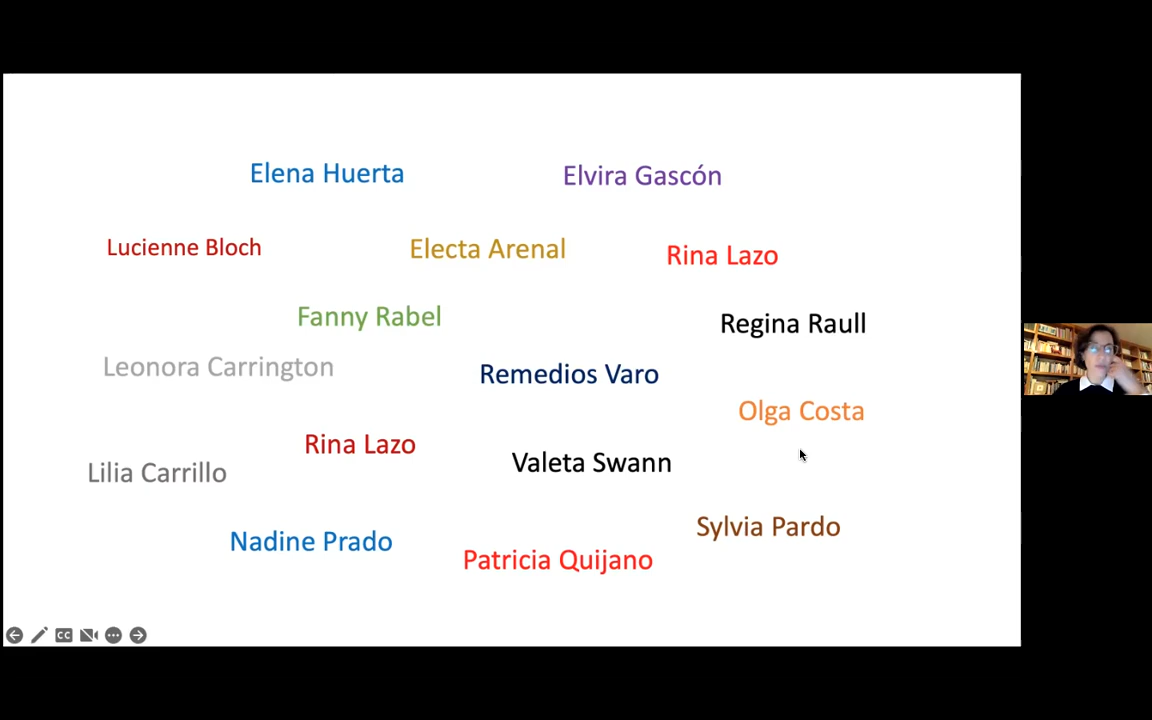 Elena Huerta
Elvira Gascón
Lucienne Bloch
Electa Arenal
Rina Lazo
Fanny Rabel
Regina Raull
Leonora Carrington
Remedios Varo
Olga Costa
Rina Lazo
Valeta Swann
Lilia Carrillo
Sylvia Pardo
Nadine Prado
Patricia Quijano
CC